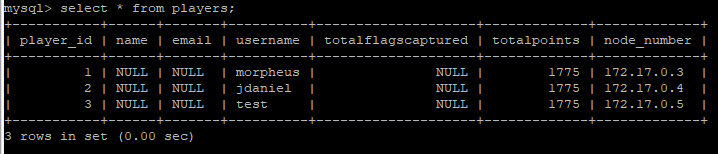 mysql> select * from players;
+-----------+------+-------+----------+--------------------+-------------+-------------+
| player_id | name | email | username | totalflagscaptured | totalpoints | node_number |
+-----------+------+-------+----------+--------------------+-------------+-------------+
| 1 | NULL | NULL | morpheus | NULL | 1775 | 172.17.0.3 |
| 2 | NULL | NULL | jdaniel | NULL | 1775 | 172.17.0.4 |
| 3 | NULL | NULL | test | NULL | 1775 | 172.17.0.5 |
+-----------+------+-------+----------+--------------------+-------------+-------------+
3 rows in set (0.00 sec)